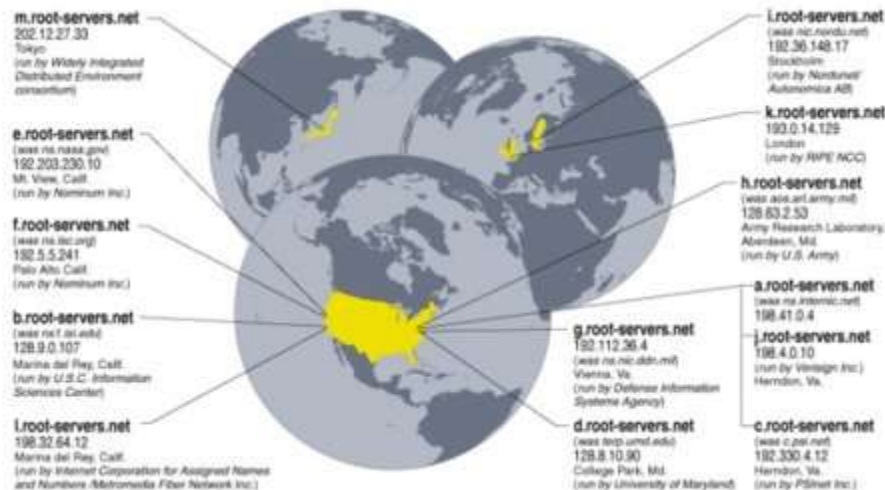 m.root-servers.net
202.12.27.33
Tokyo
(run by Widely Integrated
Distributed Environment
consortium)
e.root-servers.net
(was ns.nasa.gov)
192.203.230.10
Mt. View, Calif.
(run by Nominum Inc.)
f.root-servers.net
(was ns.isc.org)
192.5.5.241
Palo Alto Calif.
(run by Nominum Inc.)
b.root-servers.net
(was ns1.isi.edu)
128.9.0.107
Marina del Rey, Calif.
(run by U.S.C. Information
Sciences Center)
l.root-servers.net
198.32.64.12
Marina del Rey, Calif.
(run by Internet Corporation for Assigned Names
and Numbers /Metromedia Fiber Network Inc.)
i.root-servers.net
(was nic.nordu.net)
192.36.148.17
Stockholm
(run by Nordunet/
Autonomica AB)
k.root-servers.net
193.0.14.129
London
(run by RIPE NCC)
h.root-servers.net
(was aos.arl.army.mil)
128.63.2.53
Army Research Laboratory,
Aberdeen, Md.
(run by U.S. Army)
a.root-servers.net
(was ns.internic.net)
198.41.0.4
j.root-servers.net
198.4.0.10
(run by Verisign Inc.)
Herndon, Va.
g.root-servers.net
192.112.36.4
(was ns.nic.ddn.mil)
Vienna, Va.
(run by Defense Information
Systems Agency)
d.root-servers.net
(was terp.umd.edu)
128.8.10.90
College Park, Md.
(run by University of Maryland)
c.root-servers.net
(was c.psi.net)
192.330.4.12
Herndon, Va.
(run by PSInet Inc.)